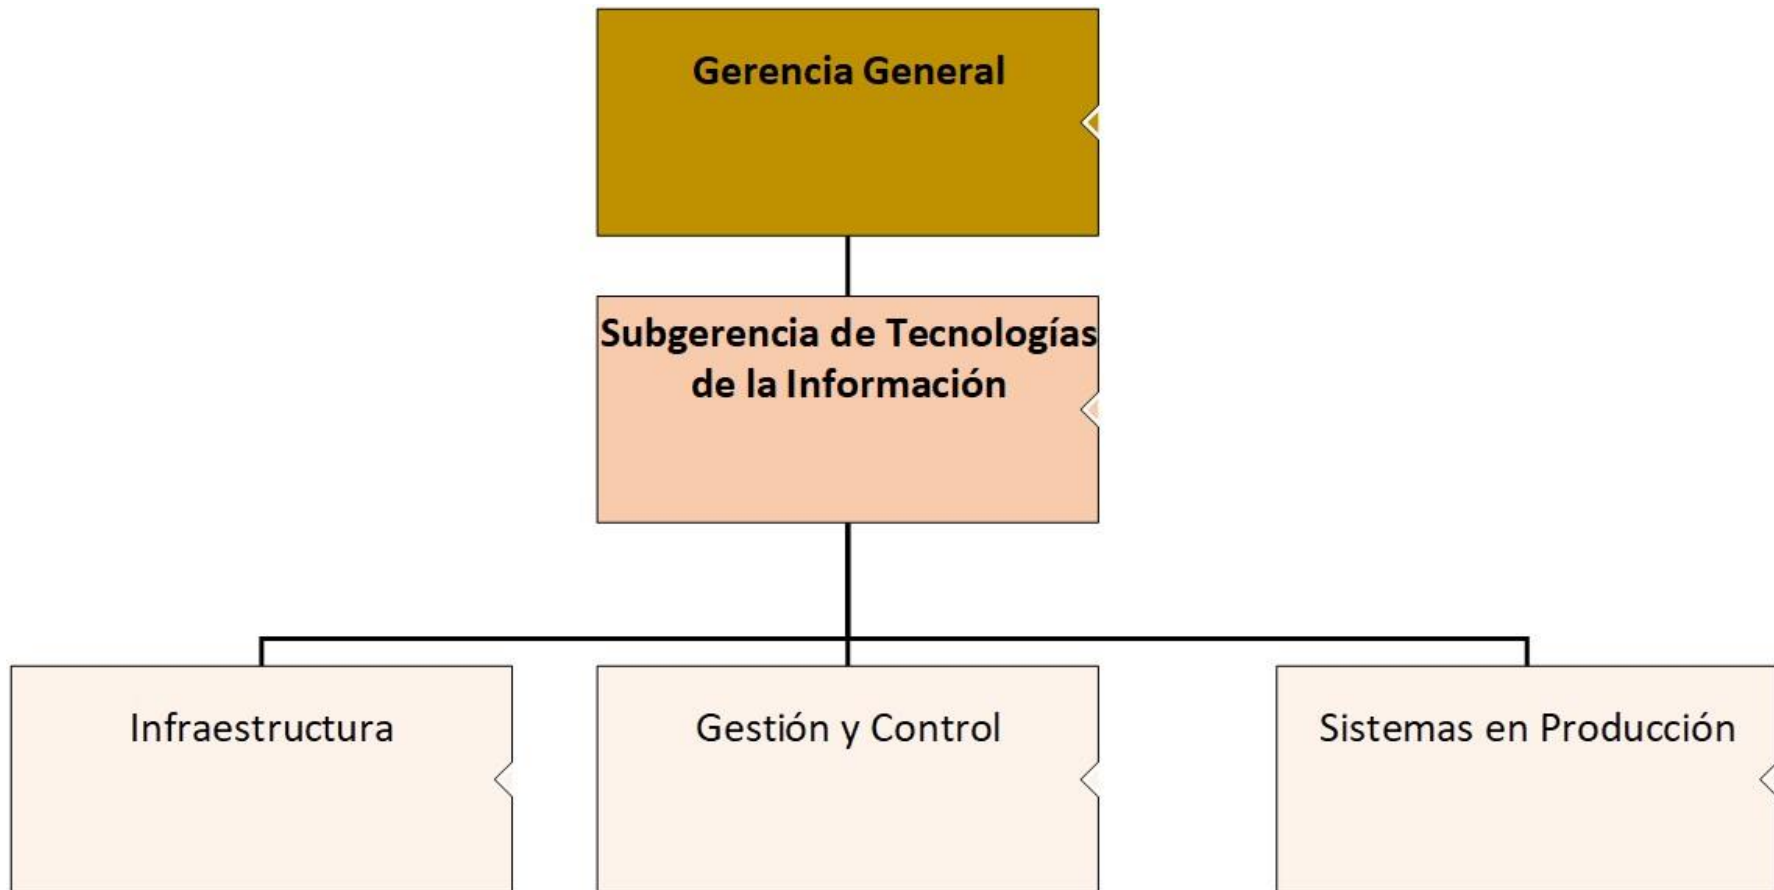 Gerencia General
Subgerencia de Tecnologías
de la Información
Infraestructura
Gestión y Control
Sistemas en Producción